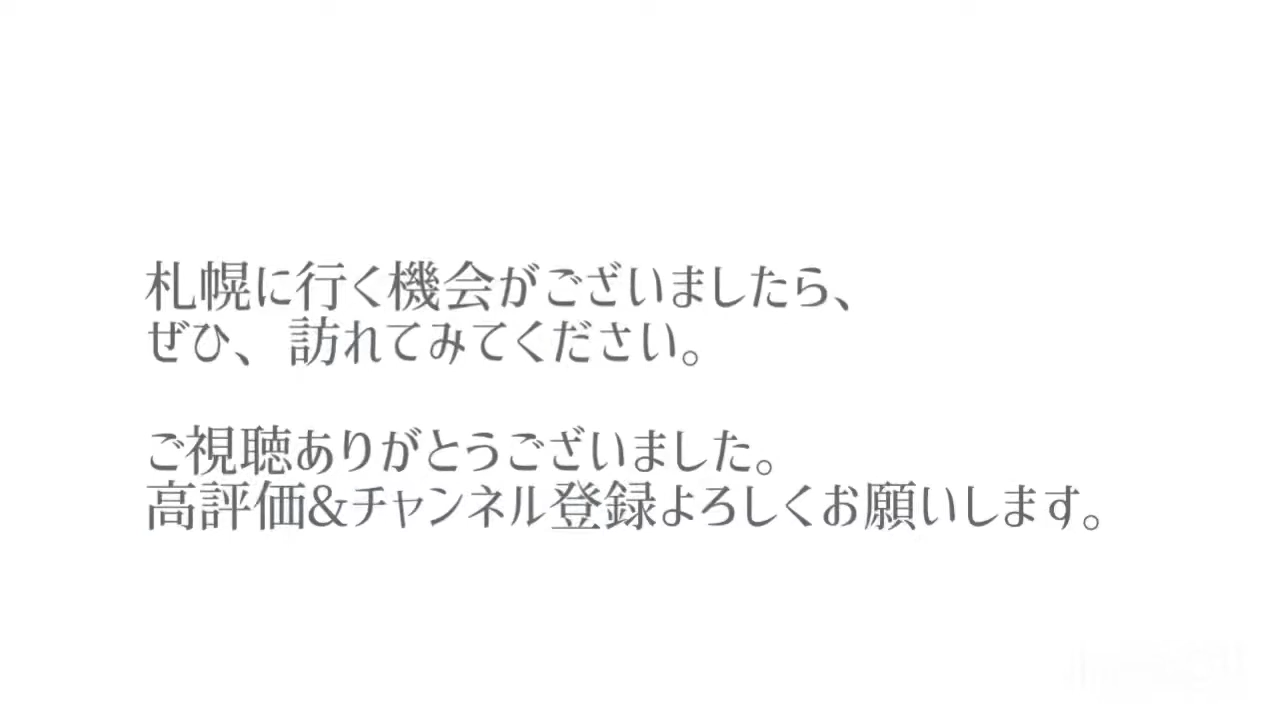 札幌に行く機会がございましたら、
ぜひ、訪れてみてください。
ご視聴ありがとうございました。
高評価&チャンネル登録よろしくお願いします。